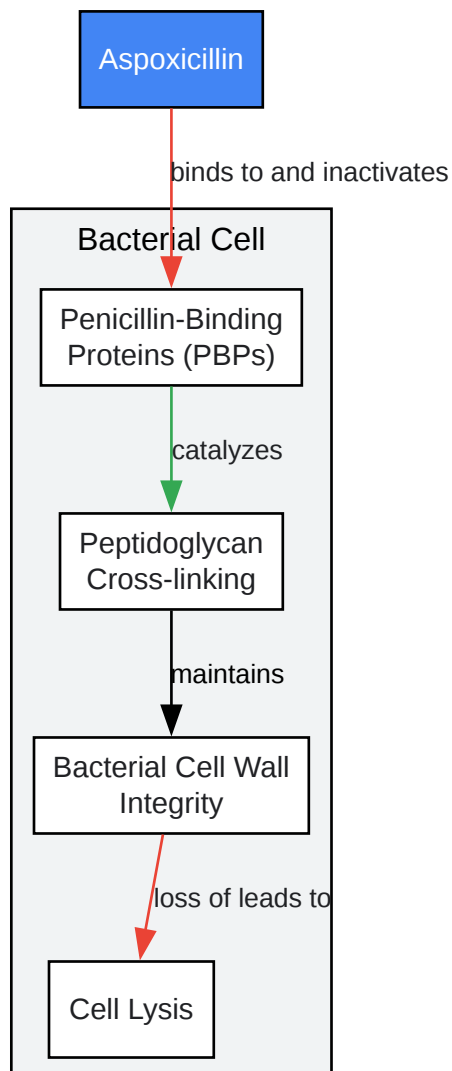 Aspoxicillin
binds to and inactivates
Bacterial Cell
Penicillin-Binding
Proteins (PBPs)
catalyzes
Peptidoglycan
Cross-linking
maintains
Bacterial Cell Wall
Integrity
loss of leads to
Cell Lysis